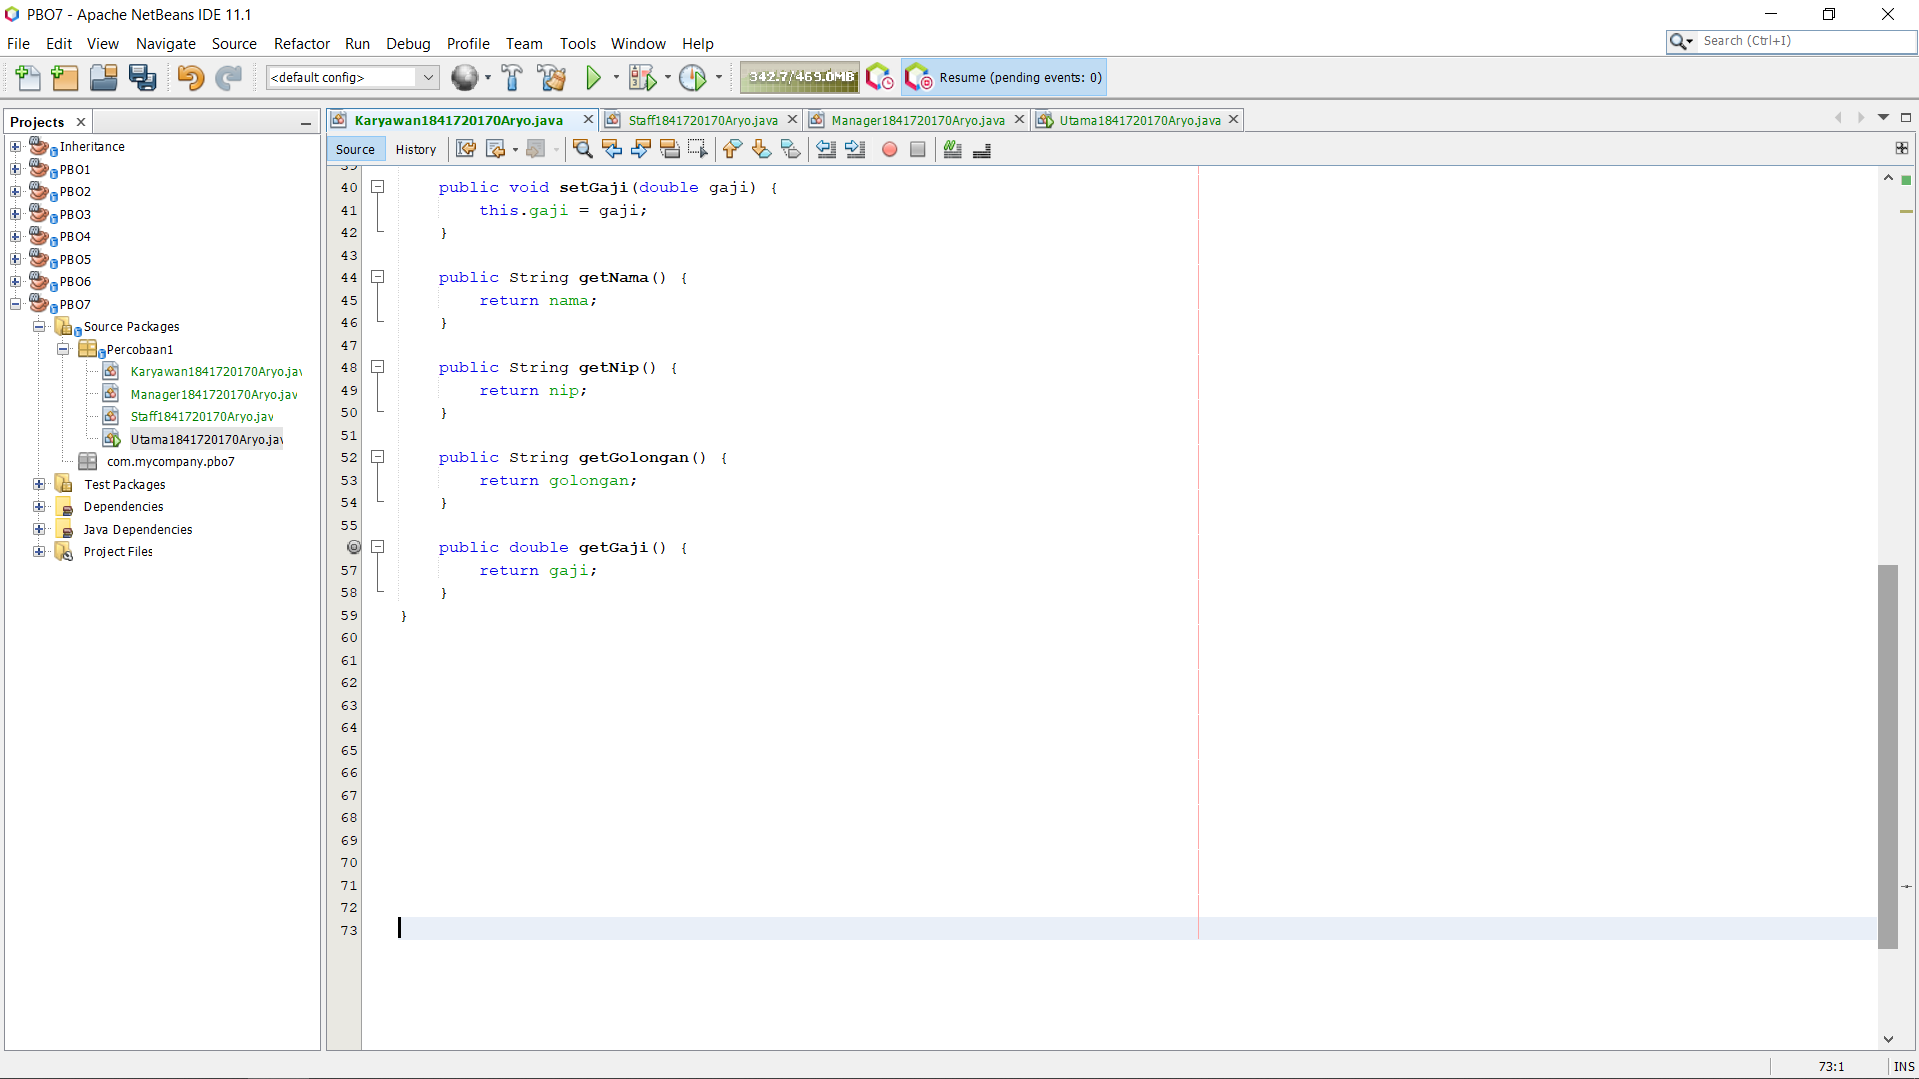 PBO7 - Apache NetBeans IDE 11.1
File Edit View Navigate Source Refactor Run Debug Profile Team Tools Window Help
Search (Ctrl+I)
<default config>
342.7/469.0MB
Resume (pending events: 0)
Projects
Karyawan1841720170Aryo.java Staff1841720170Aryo.java Manager1841720170Aryo.java Utama1841720170Aryo.java
Source History
Inheritance
PBO1
PBO2
PBO3
PBO4
PBO5
PBO6
PBO7
Source Packages
Percobaan1
Karyawan1841720170Aryo.jav
Manager1841720170Aryo.jav
Staff1841720170Aryo.jav
Utama1841720170Aryo.jav
com.mycompany.pbo7
Test Packages
Dependencies
Java Dependencies
Project Files
39
40 public void setGaji(double gaji) {
41 this.gaji = gaji;
42 }
43
44 public String getNama() {
45 return nama;
46 }
47
48 public String getNip() {
49 return nip;
50 }
51
52 public String getGolongan() {
53 return golongan;
54 }
55
public double getGaji() {
57 return gaji;
58 }
59 }
60
61
62
63
64
65
66
67
68
69
70
71
72
73
73:1 INS